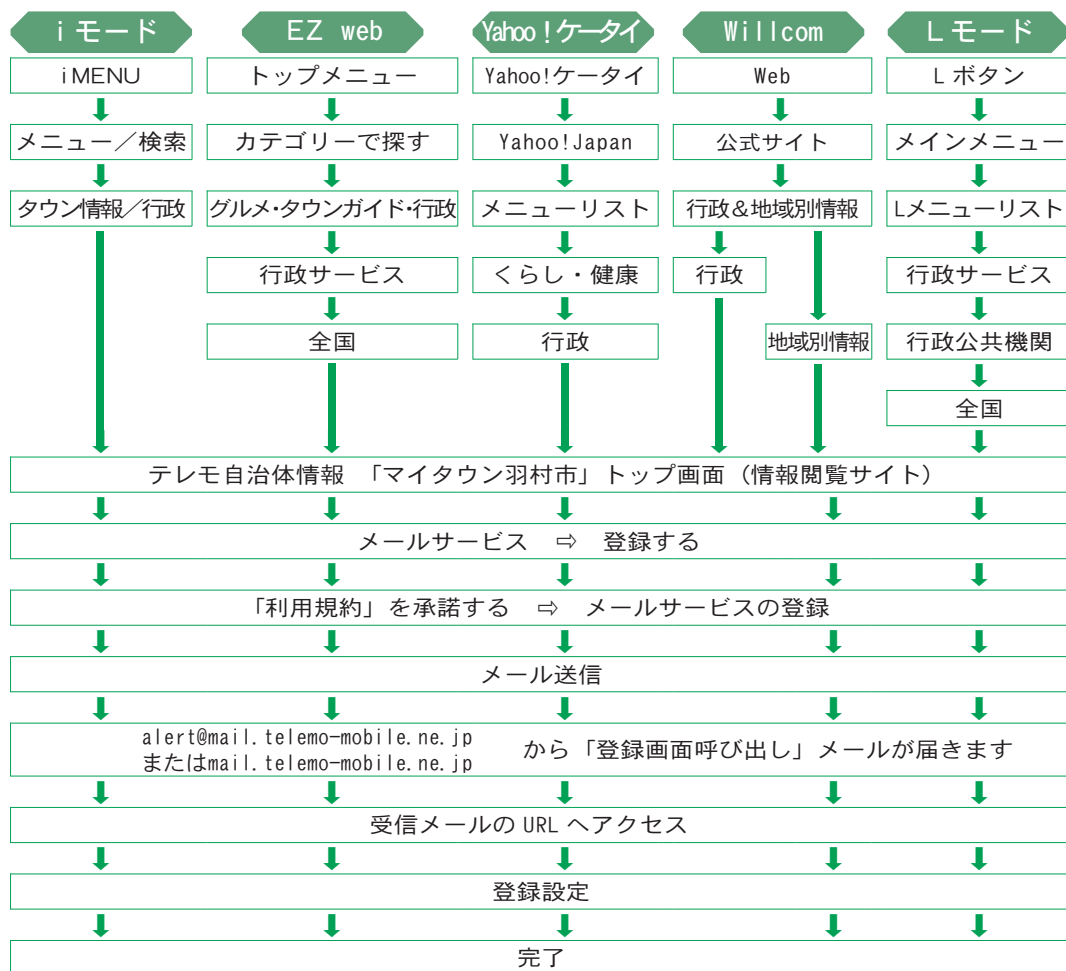 iモード
EZ web
Yahoo!ケータイ
Willcom
Lモード
iMENU
トップメニュー
Yahoo!ケータイ
Web
Lボタン
メニュー／検索
カテゴリーで探す
Yahoo!Japan
公式サイト
メインメニュー
タウン情報／行政
グルメ・タウンガイド・行政
メニューリスト
行政＆地域別情報
Lメニューリスト
行政サービス
くらし・健康
行政
行政サービス
全国
行政
地域別情報
行政公共機関
全国
テレモ自治体情報 「マイタウン羽村市」トップ画面（情報閲覧サイト）
メールサービス ⇨ 登録する
「利用規約」を承諾する ⇨ メールサービスの登録
メール送信
alert@mail.telemo-mobile.ne.jp
またはmail.telemo-mobile.ne.jp
から「登録画面呼び出し」メールが届きます
受信メールの URL へアクセス
登録設定
完了